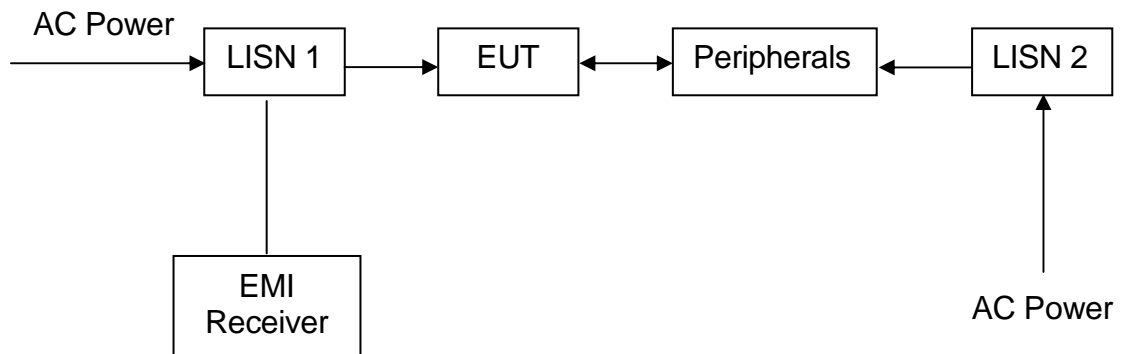 AC Power
LISN 1
EUT
Peripherals
LISN 2
EMI
Receiver
AC Power